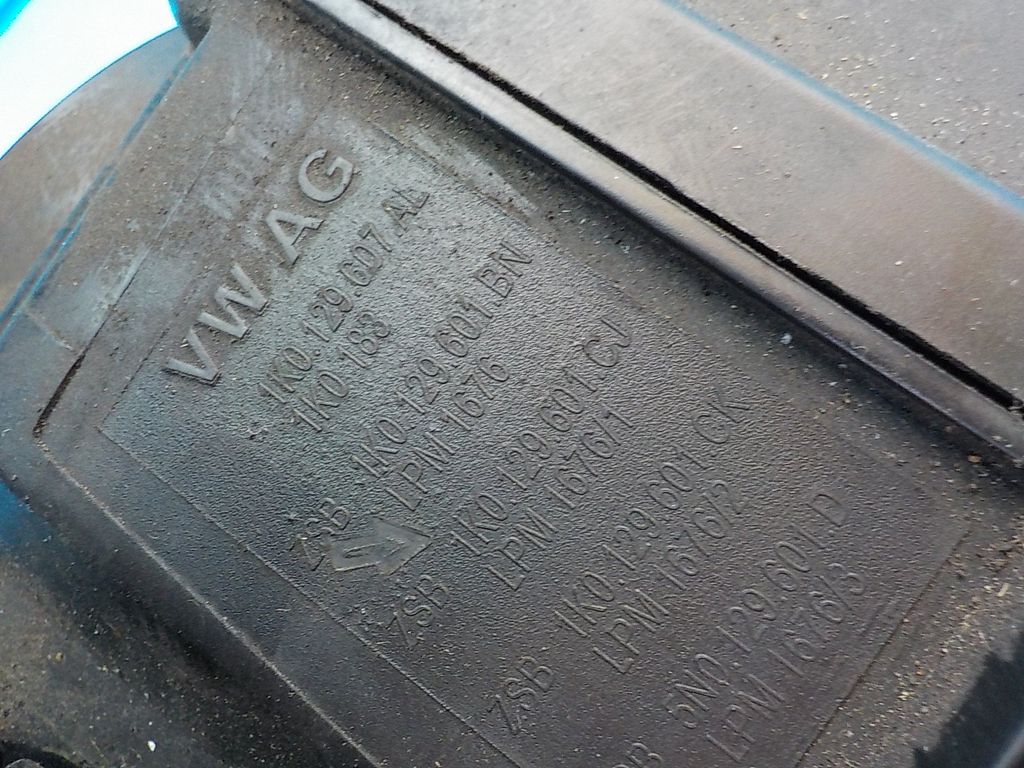 VW AG
1K0.129.607.AL
1K0 183
ZSB 1K0.129.601.BN
LPM 1676
ZSB 1K0.129.601.CJ
LPM 1676/1
ZSB 1K0.129.601.CK
LPM 1676/2
ZSB 5N0.129.601.D
LPM 1676/3